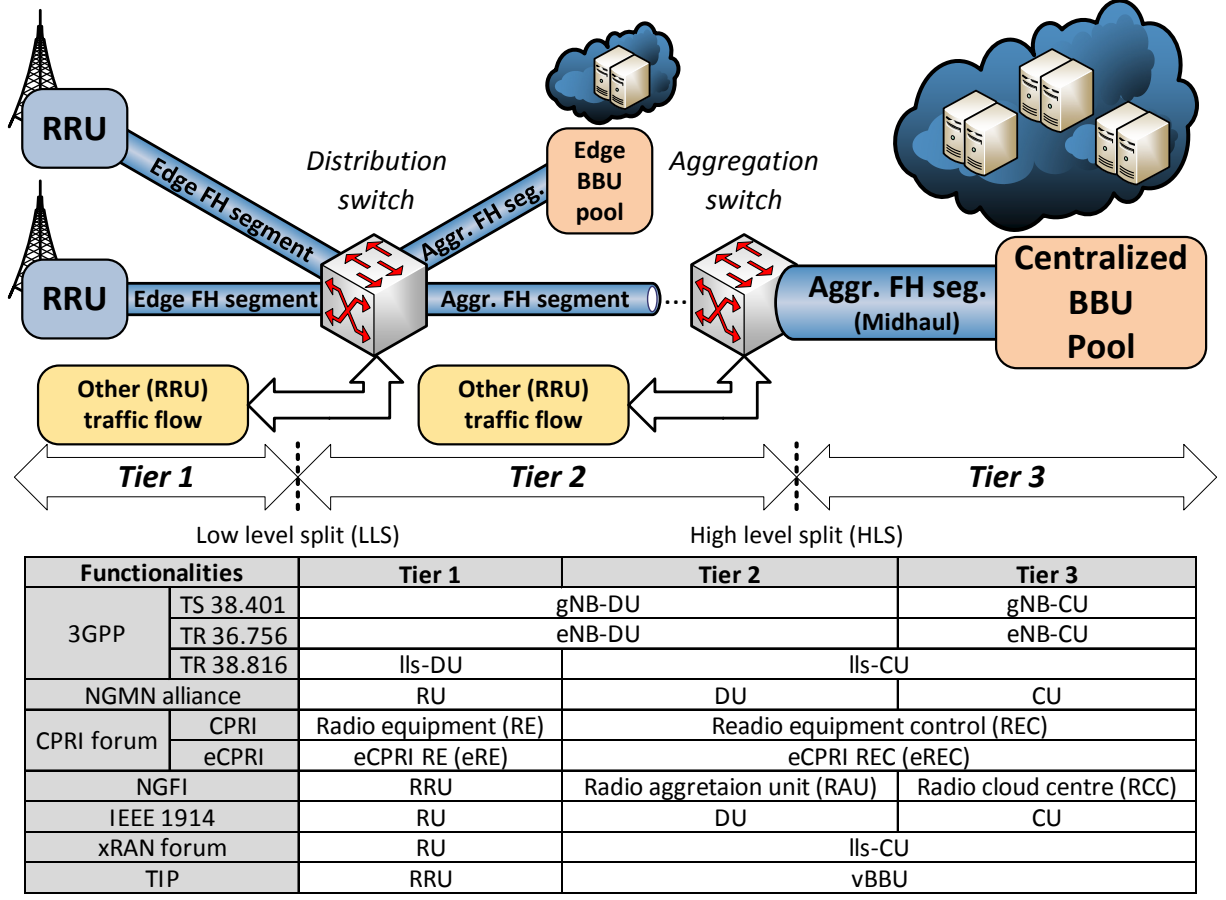 RRU
Edge FH segment
Distribution
switch
Aggr. FH seg.
Edge
BBU
pool
Aggregation
switch
RRU
Edge FH segment
Aggr. FH segment
...
Aggr. FH seg.
(Midhaul)
Centralized
BBU
Pool
Other (RRU)
traffic flow
Other (RRU)
traffic flow
Tier 1
Tier 2
Tier 3
Low level split (LLS)
High level split (HLS)
Functionalities Tier 1 Tier 2 Tier 3
3GPP
TS 38.401 gNB-DU gNB-CU
TR 36.756 eNB-DU eNB-CU
TR 38.816 lls-DU lls-CU
NGMN alliance RU DU CU
CPRI forum
CPRI Radio equipment (RE) Readio equipment control (REC)
eCPRI eCPRI RE (eRE) eCPRI REC (eREC)
NGFI RRU Radio aggretaion unit (RAU) Radio cloud centre (RCC)
IEEE 1914 RU DU CU
xRAN forum RU lls-CU
TIP RRU vBBU